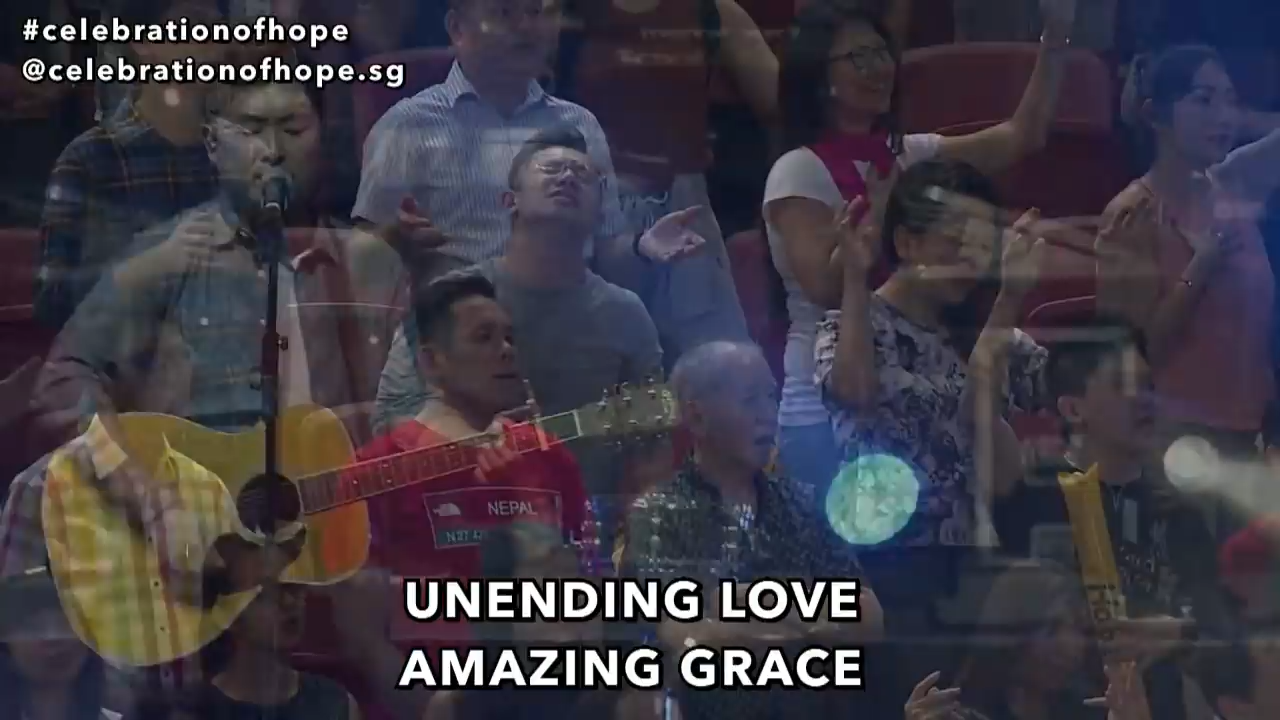 #celebrationofhope
@celebrationofhope.sg
NEPAL
UNENDING LOVE
AMAZING GRACE